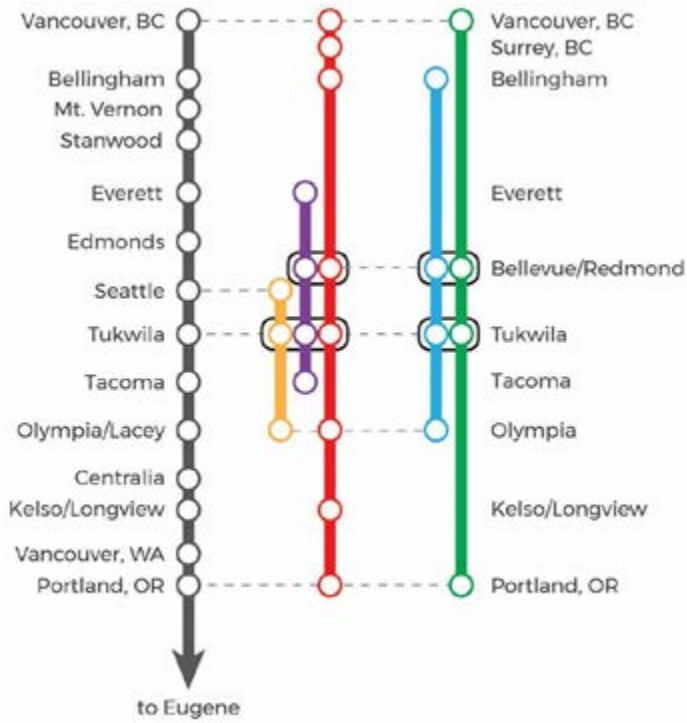 Vancouver, BC
Vancouver, BC
Surrey, BC
Bellingham
Bellingham
Mt. Vernon
Stanwood
Everett
Everett
Edmonds
Bellevue/Redmond
Seattle
Tukwila
Tukwila
Tacoma
Tacoma
Olympia/Lacey
Olympia
Centralia
Kelso/Longview
Kelso/Longview
Vancouver, WA
Portland, OR
Portland, OR
to Eugene